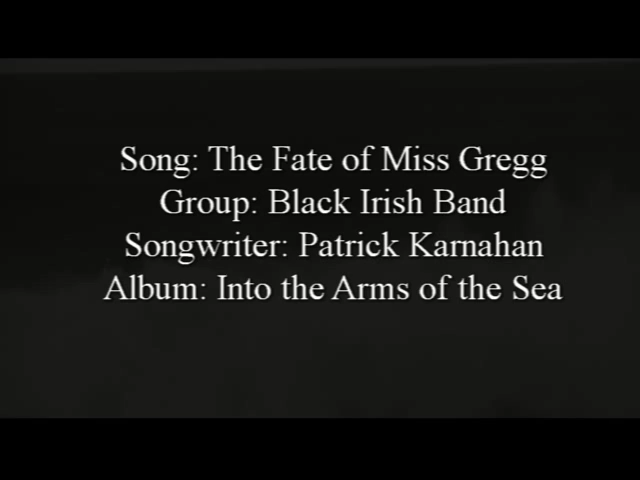 Song: The Fate of Miss Gregg
Group: Black Irish Band
Songwriter: Patrick Karnahan
Album: Into the Arms of the Sea